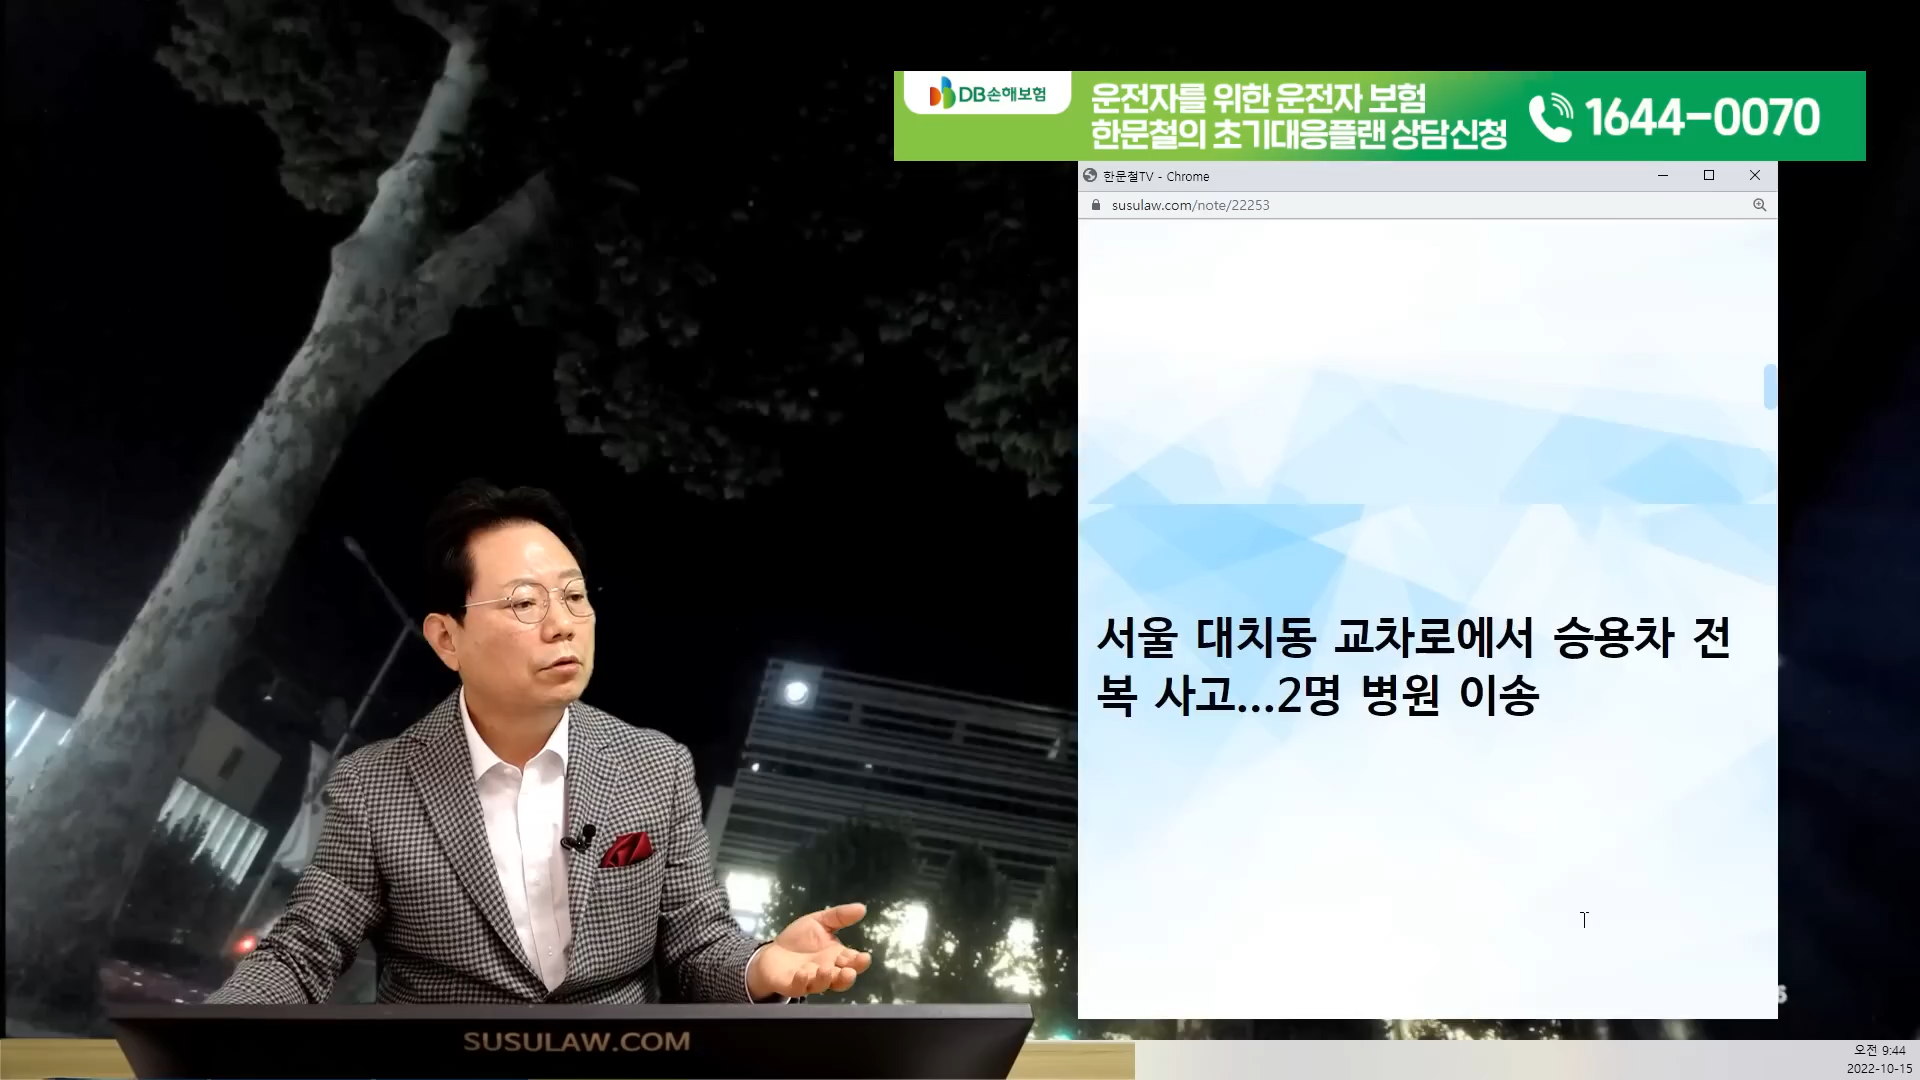 DB손해보험
운전자를 위한 운전자 보험
한문철의 초기대응플랜 상담신청
1644-0070
한문철TV - Chrome
susulaw.com/note/22253
서울 대치동 교차로에서 승용차 전
복 사고...2명 병원 이송
SUSULAW.COM
오전 9:44
2022-10-15